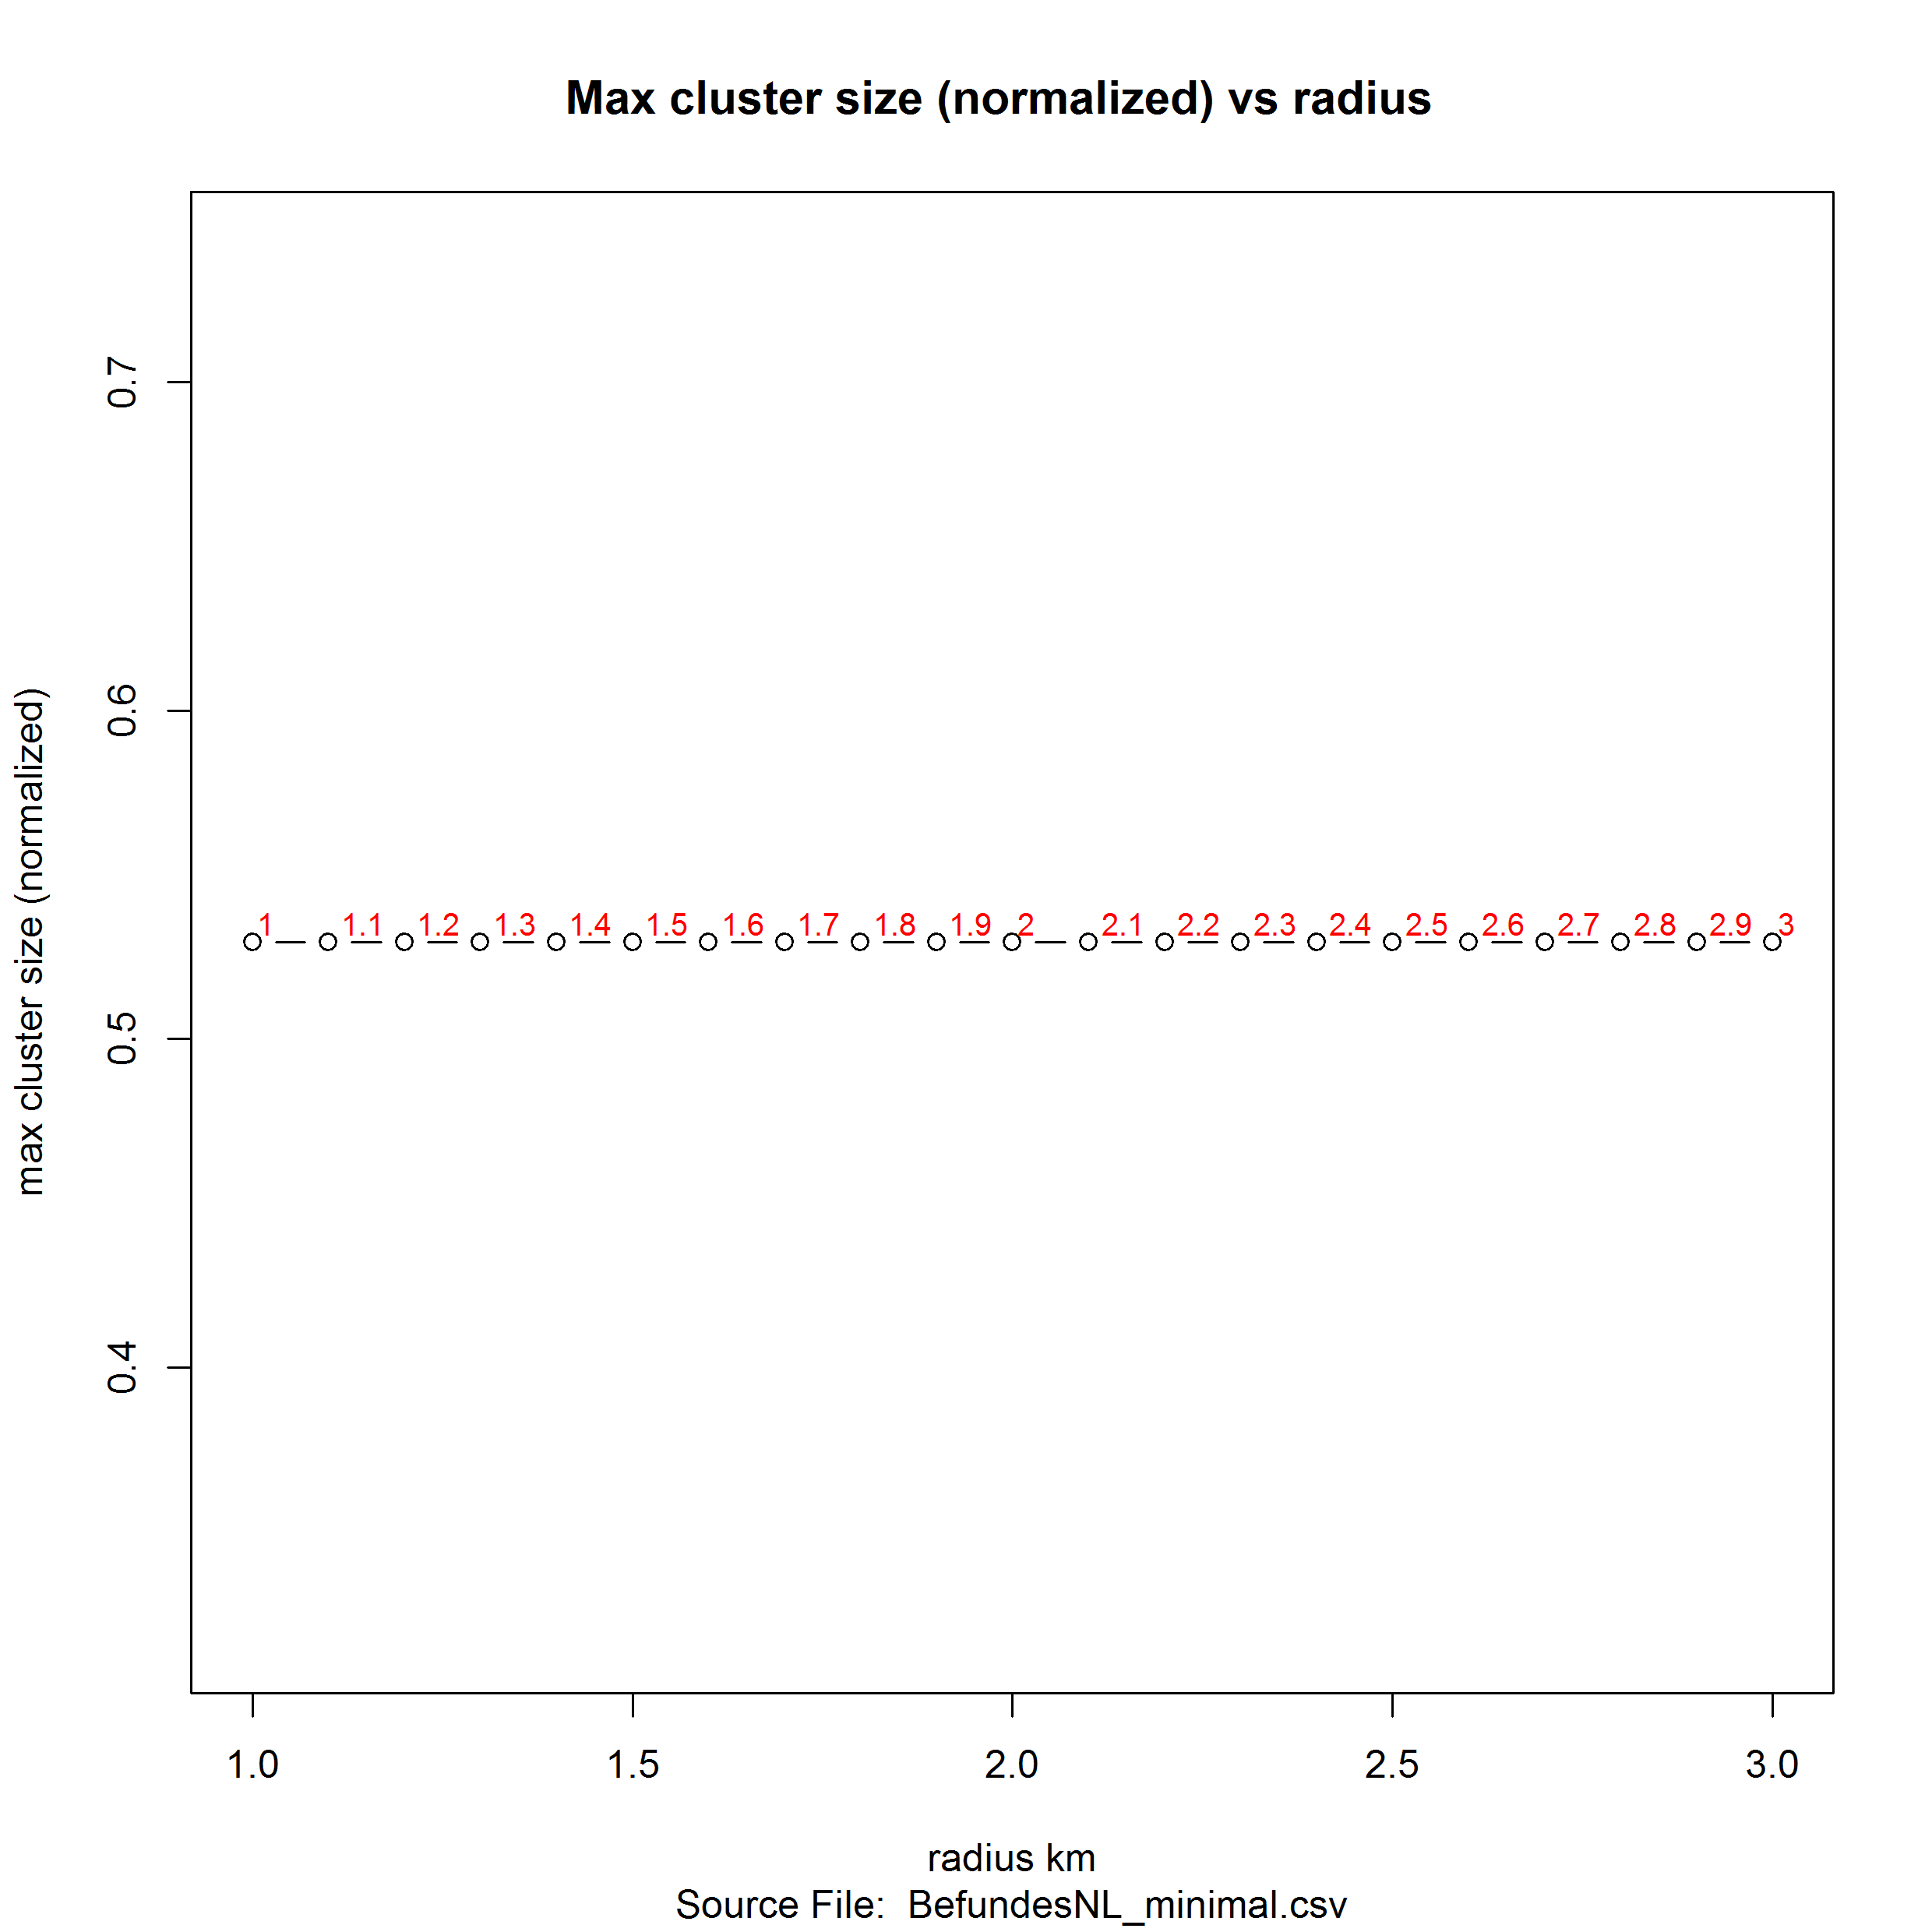 Max cluster size (normalized) vs radius
max cluster size (normalized)
0.7
0.6
0.5
0.4
1 1.1 1.2 1.3 1.4 1.5 1.6 1.7 1.8 1.9 2 2.1 2.2 2.3 2.4 2.5 2.6 2.7 2.8 2.9 3
1.0 1.5 2.0 2.5 3.0
radius km
Source File:  BefundesNL_minimal.csv